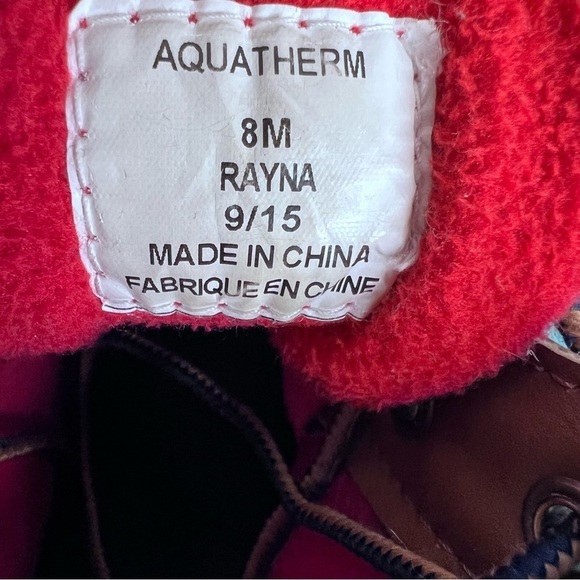 AQUATHERM
8M
RAYNA
9/15
MADE IN CHINA
FABRIQUE EN CHINE